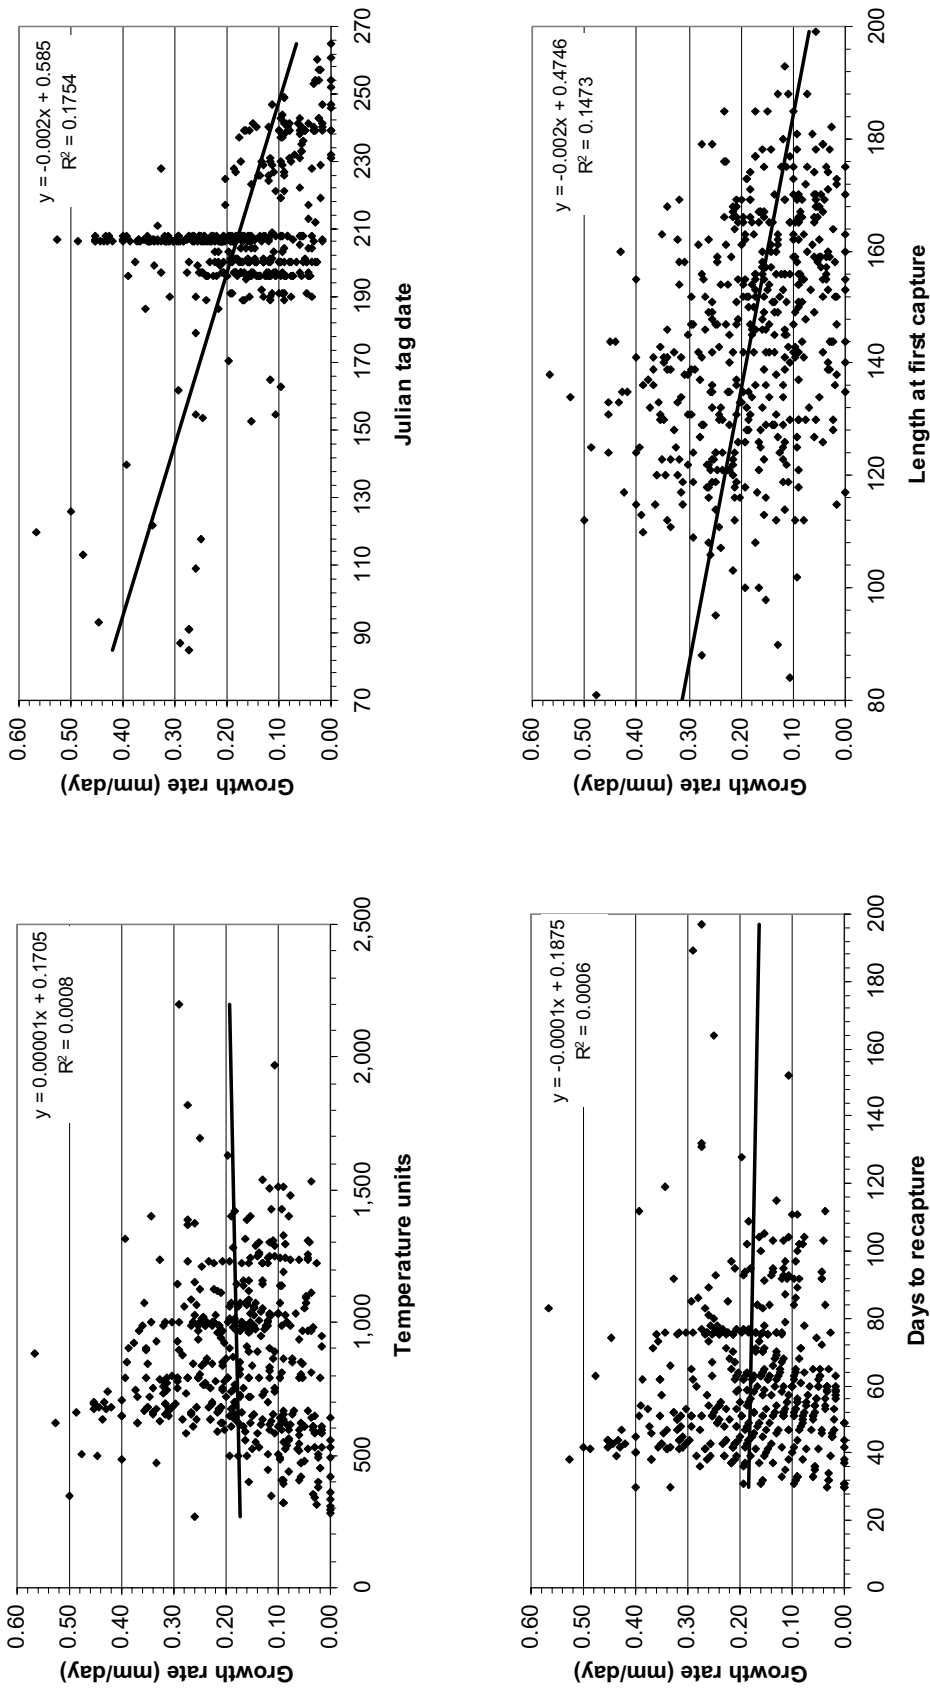 y = 0.00001x + 0.1705
R² = 0.0008
Growth rate (mm/day)
0.60
0.50
0.40
0.30
0.20
0.10
0.00
0 500 1,000 1,500 2,000 2,500
Temperature units
y = -0.002x + 0.585
R² = 0.1754
Growth rate (mm/day)
0.60
0.50
0.40
0.30
0.20
0.10
0.00
70 90 110 130 150 170 190 210 230 250 270
Julian tag date
y = -0.0001x + 0.1875
R² = 0.0006
Growth rate (mm/day)
0.60
0.50
0.40
0.30
0.20
0.10
0.00
0 20 40 60 80 100 120 140 160 180 200
Days to recapture
y = -0.002x + 0.4746
R² = 0.1473
Growth rate (mm/day)
0.60
0.50
0.40
0.30
0.20
0.10
0.00
80 100 120 140 160 180 200
Length at first capture